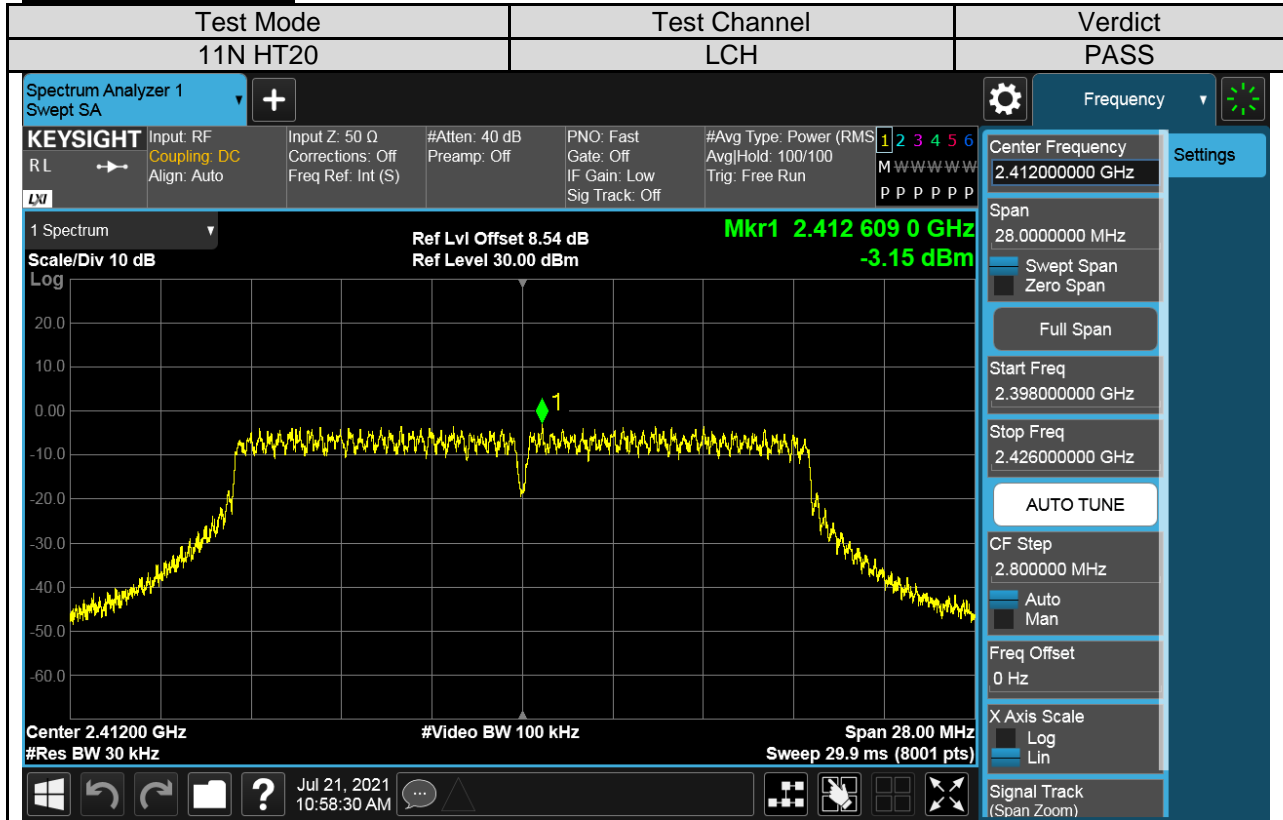 Test Mode Test Channel Verdict
11N HT20 LCH PASS
Spectrum Analyzer 1
Swept SA
Frequency
KEYSIGHT
R L
LXI
Input: RF
Coupling: DC
Align: Auto
Input Z: 50 Ω
Corrections: Off
Freq Ref: Int (S)
#Atten: 40 dB
Preamp: Off
PNO: Fast
Gate: Off
IF Gain: Low
Sig Track: Off
#Avg Type: Power (RMS
Avg|Hold: 100/100
Trig: Free Run
1 2 3 4 5 6
M W W W W W
P P P P P P
1 Spectrum
Scale/Div 10 dB
Ref Lvl Offset 8.54 dB
Ref Level 30.00 dBm
Mkr1 2.412 609 0 GHz
-3.15 dBm
Log
20.0
10.0
0.00
-10.0
-20.0
-30.0
-40.0
-50.0
-60.0
1
Center 2.41200 GHz
#Res BW 30 kHz
#Video BW 100 kHz
Span 28.00 MHz
Sweep 29.9 ms (8001 pts)
?
Jul 21, 2021
10:58:30 AM
Center Frequency
2.412000000 GHz
Settings
Span
28.0000000 MHz
Swept Span
Zero Span
Full Span
Start Freq
2.398000000 GHz
Stop Freq
2.426000000 GHz
AUTO TUNE
CF Step
2.800000 MHz
Auto
Man
Freq Offset
0 Hz
X Axis Scale
Log
Lin
Signal Track
(Span Zoom)